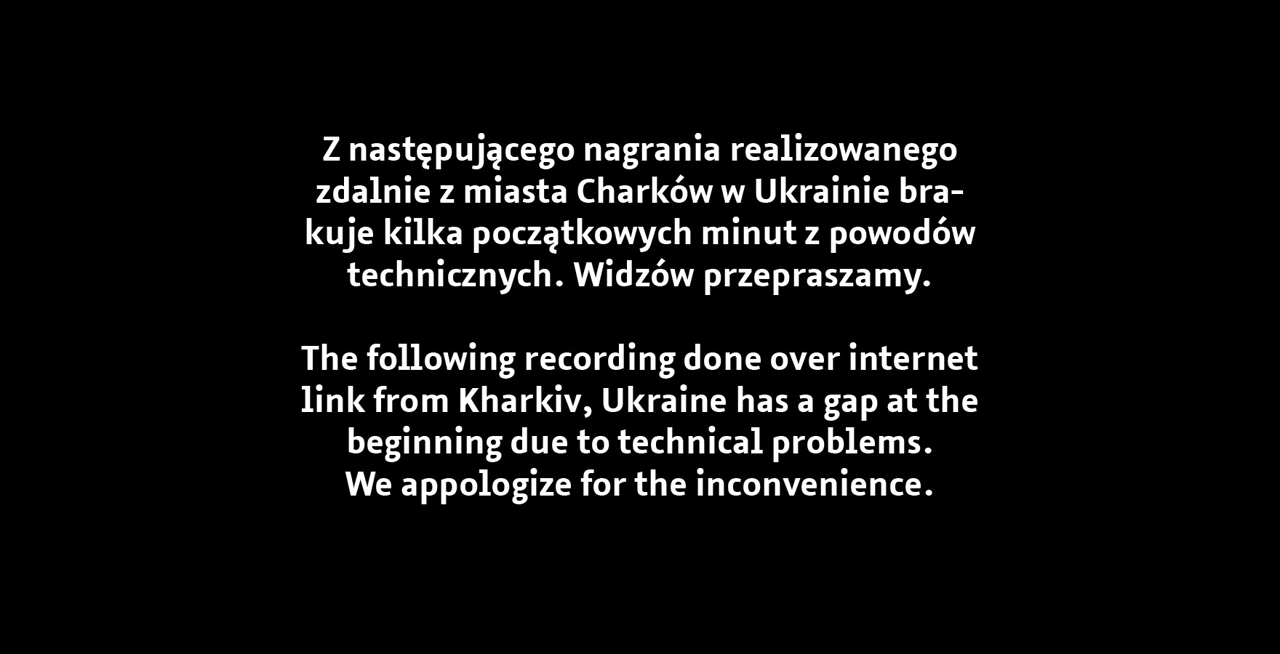 Z następującego nagrania realizowanego
zdalnie z miasta Charków w Ukrainie bra-
kuje kilka początkowych minut z powodów
technicznych. Widzów przepraszamy.
The following recording done over internet
link from Kharkiv, Ukraine has a gap at the
beginning due to technical problems.
We appologize for the inconvenience.